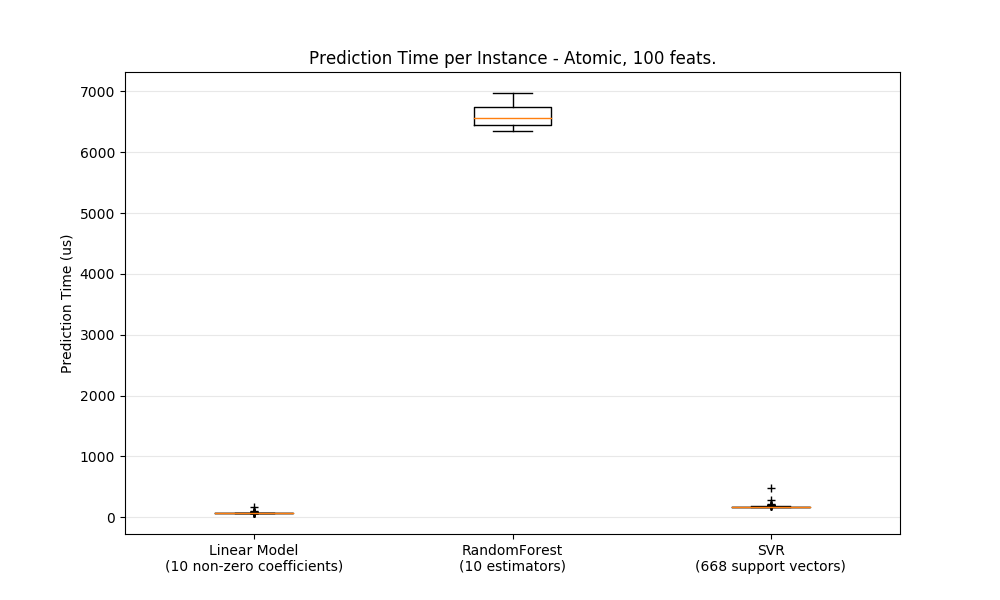 Prediction Time per Instance - Atomic, 100 feats.
Prediction Time (us)
7000
6000
5000
4000
3000
2000
1000
0
Linear Model
(10 non-zero coefficients)
RandomForest
(10 estimators)
SVR
(668 support vectors)